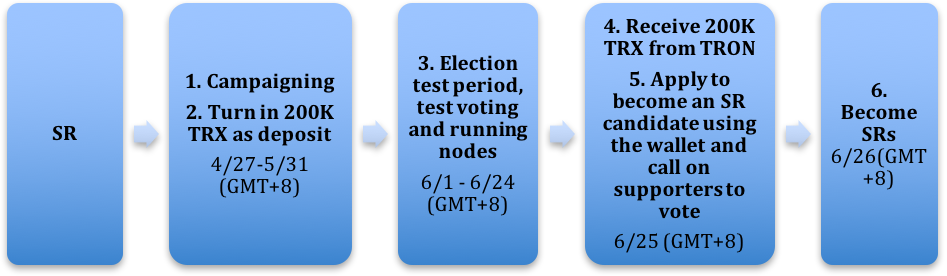 SR
1. Campaigning
2. Turn in 200K
TRX as deposit
4/27-5/31
(GMT+8)
3. Election
test period,
test voting
and running
nodes
6/1 - 6/24
(GMT+8)
4. Receive 200K
TRX from TRON
5. Apply to
become an SR
candidate using
the wallet and
call on
supporters to
vote
6/25 (GMT+8)
6.
Become
SRs
6/26(GMT
+8)